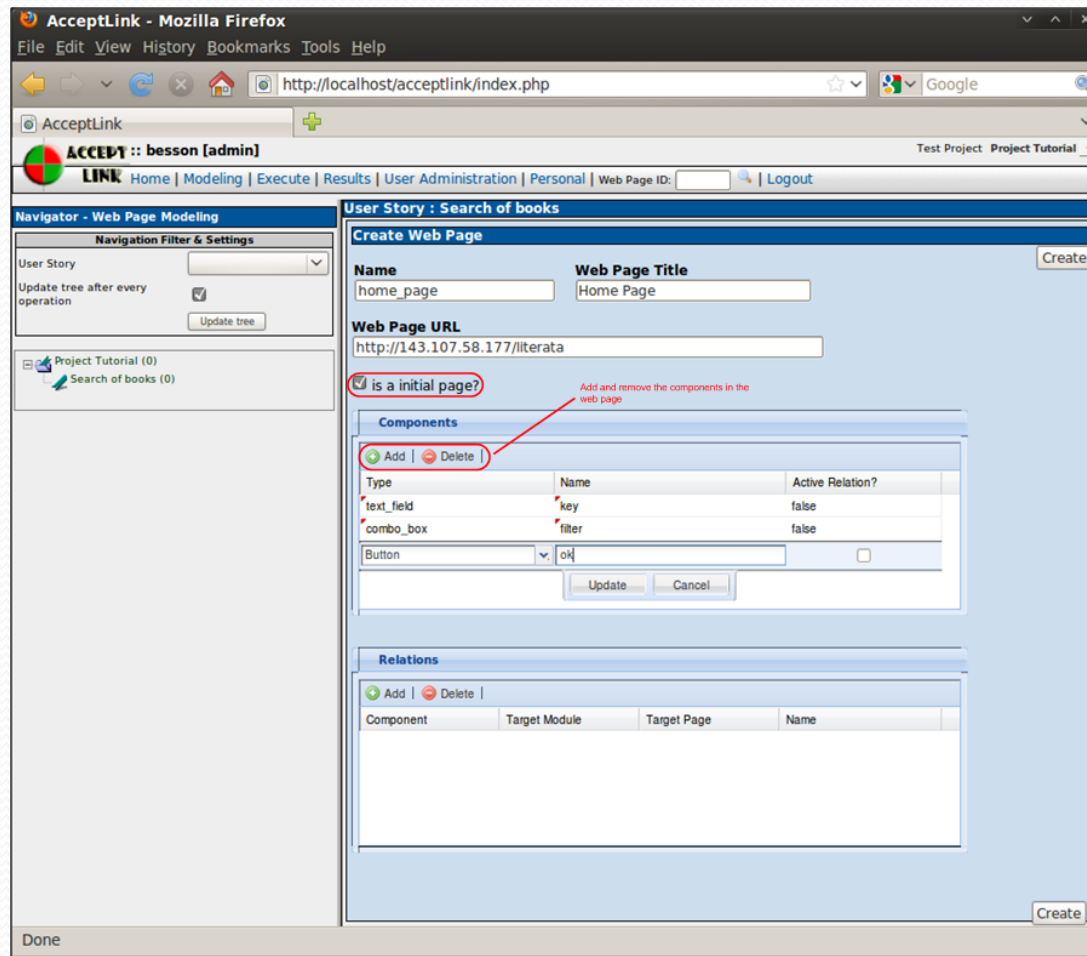 AcceptLink - Mozilla Firefox
File Edit View History Bookmarks Tools Help
http://localhost/acceptlink/index.php
Google
AcceptLink
ACCEPT LINK
:: besson [admin]
Test Project Project Tutorial
Home | Modeling | Execute | Results | User Administration | Personal | Web Page ID: | Logout
Navigator - Web Page Modeling
Navigation Filter & Settings
User Story
Update tree after every
operation
Update tree
Project Tutorial (0)
Search of books (0)
User Story : Search of books
Create Web Page
Create
Name Web Page Title
home_page Home Page
Web Page URL
http://143.107.58.177/literata
is a initial page?
Add and remove the components in the
web page
Components
Add | Delete |
Type Name Active Relation?
text_field key false
combo_box filter false
Button ok
Update Cancel
Relations
Add | Delete |
Component Target Module Target Page Name
Create
Done